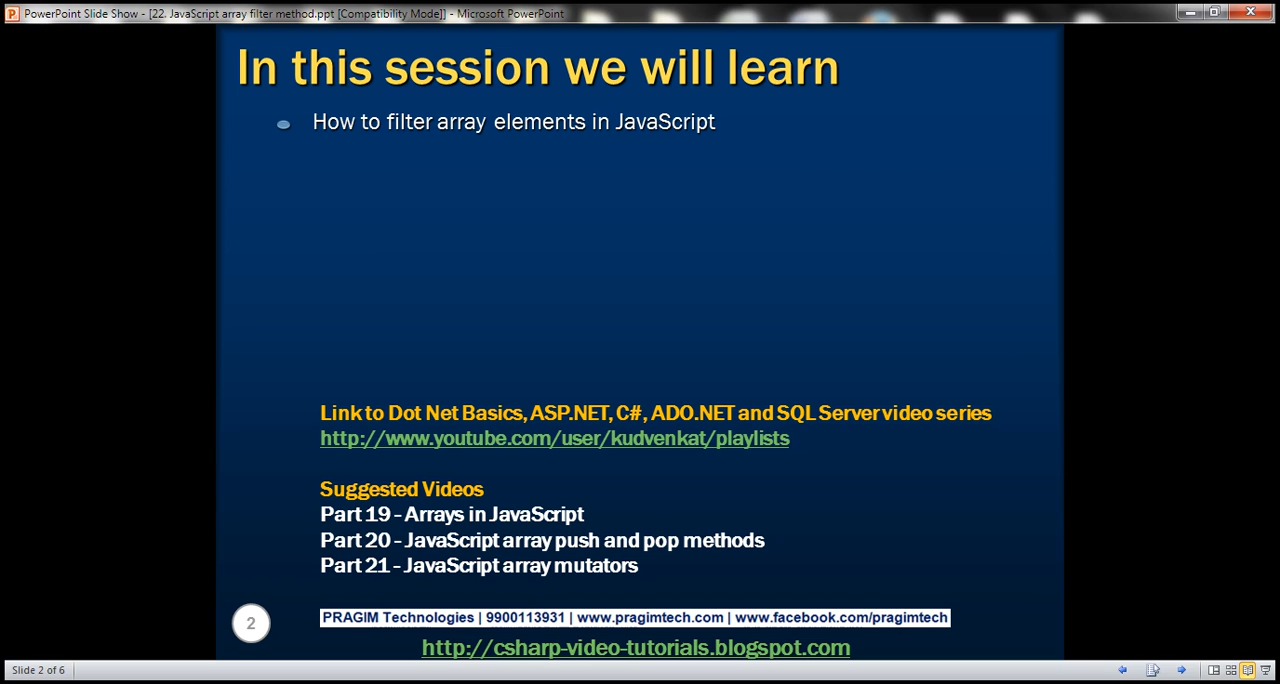 PowerPoint Slide Show - [22. JavaScript array filter method.ppt [Compatibility Mode]] - Microsoft PowerPoint
In this session we will learn
How to filter array elements in JavaScript
Link to Dot Net Basics, ASP.NET, C#, ADO.NET and SQL Server video series
http://www.youtube.com/user/kudvenkat/playlists
Suggested Videos
Part 19 - Arrays in JavaScript
Part 20 - JavaScript array push and pop methods
Part 21 - JavaScript array mutators
2
PRAGIM Technologies | 9900113931 | www.pragimtech.com | www.facebook.com/pragimtech
http://csharp-video-tutorials.blogspot.com
Slide 2 of 6